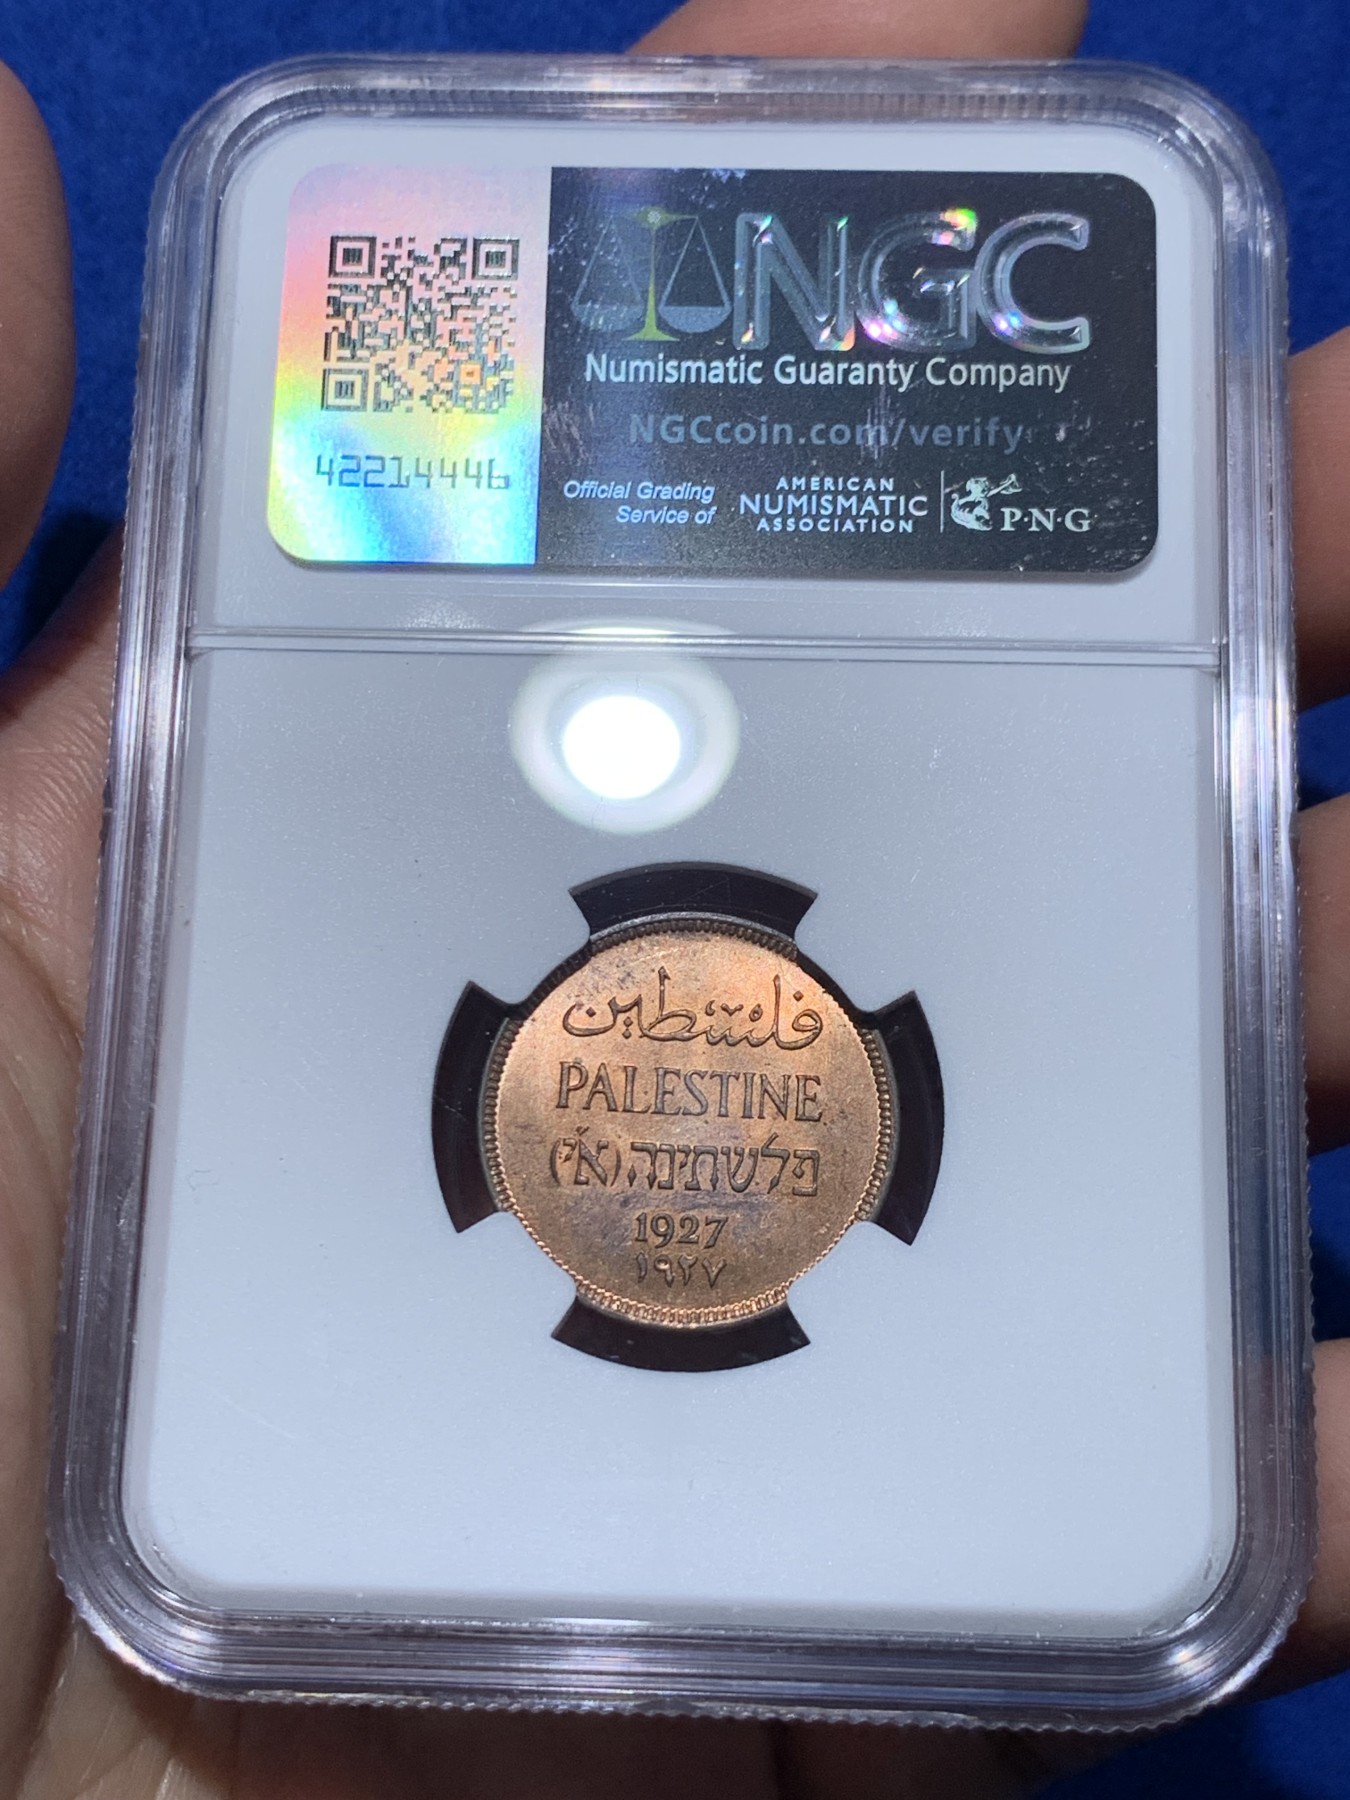 NGC
Numismatic Guaranty Company
NGCcoin.com/verify
42214446
Official Grading
Service of
AMERICAN
NUMISMATIC
ASSOCIATION
P·N·G
فلسطين
PALESTINE
פלשתינה (א״י)
1927
١٩٢٧